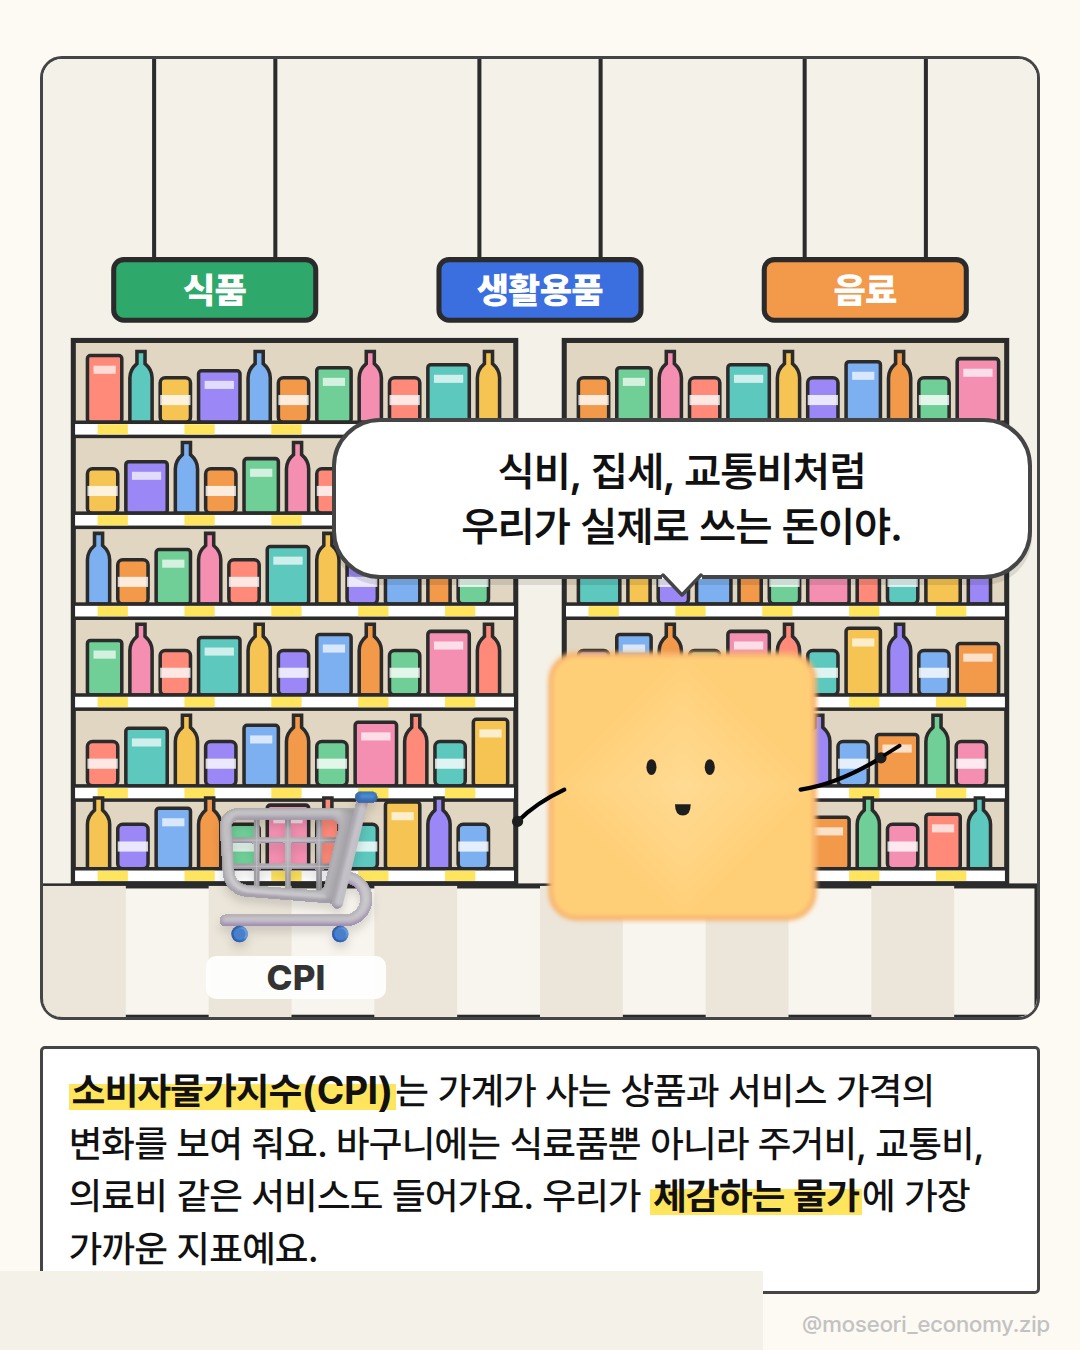 식품
생활용품
음료
식비, 집세, 교통비처럼
우리가 실제로 쓰는 돈이야.
CPI
소비자물가지수(CPI)는 가계가 사는 상품과 서비스 가격의
변화를 보여 줘요. 바구니에는 식료품뿐 아니라 주거비, 교통비,
의료비 같은 서비스도 들어가요. 우리가 체감하는 물가에 가장
가까운 지표예요.
@moseori_economy.zip